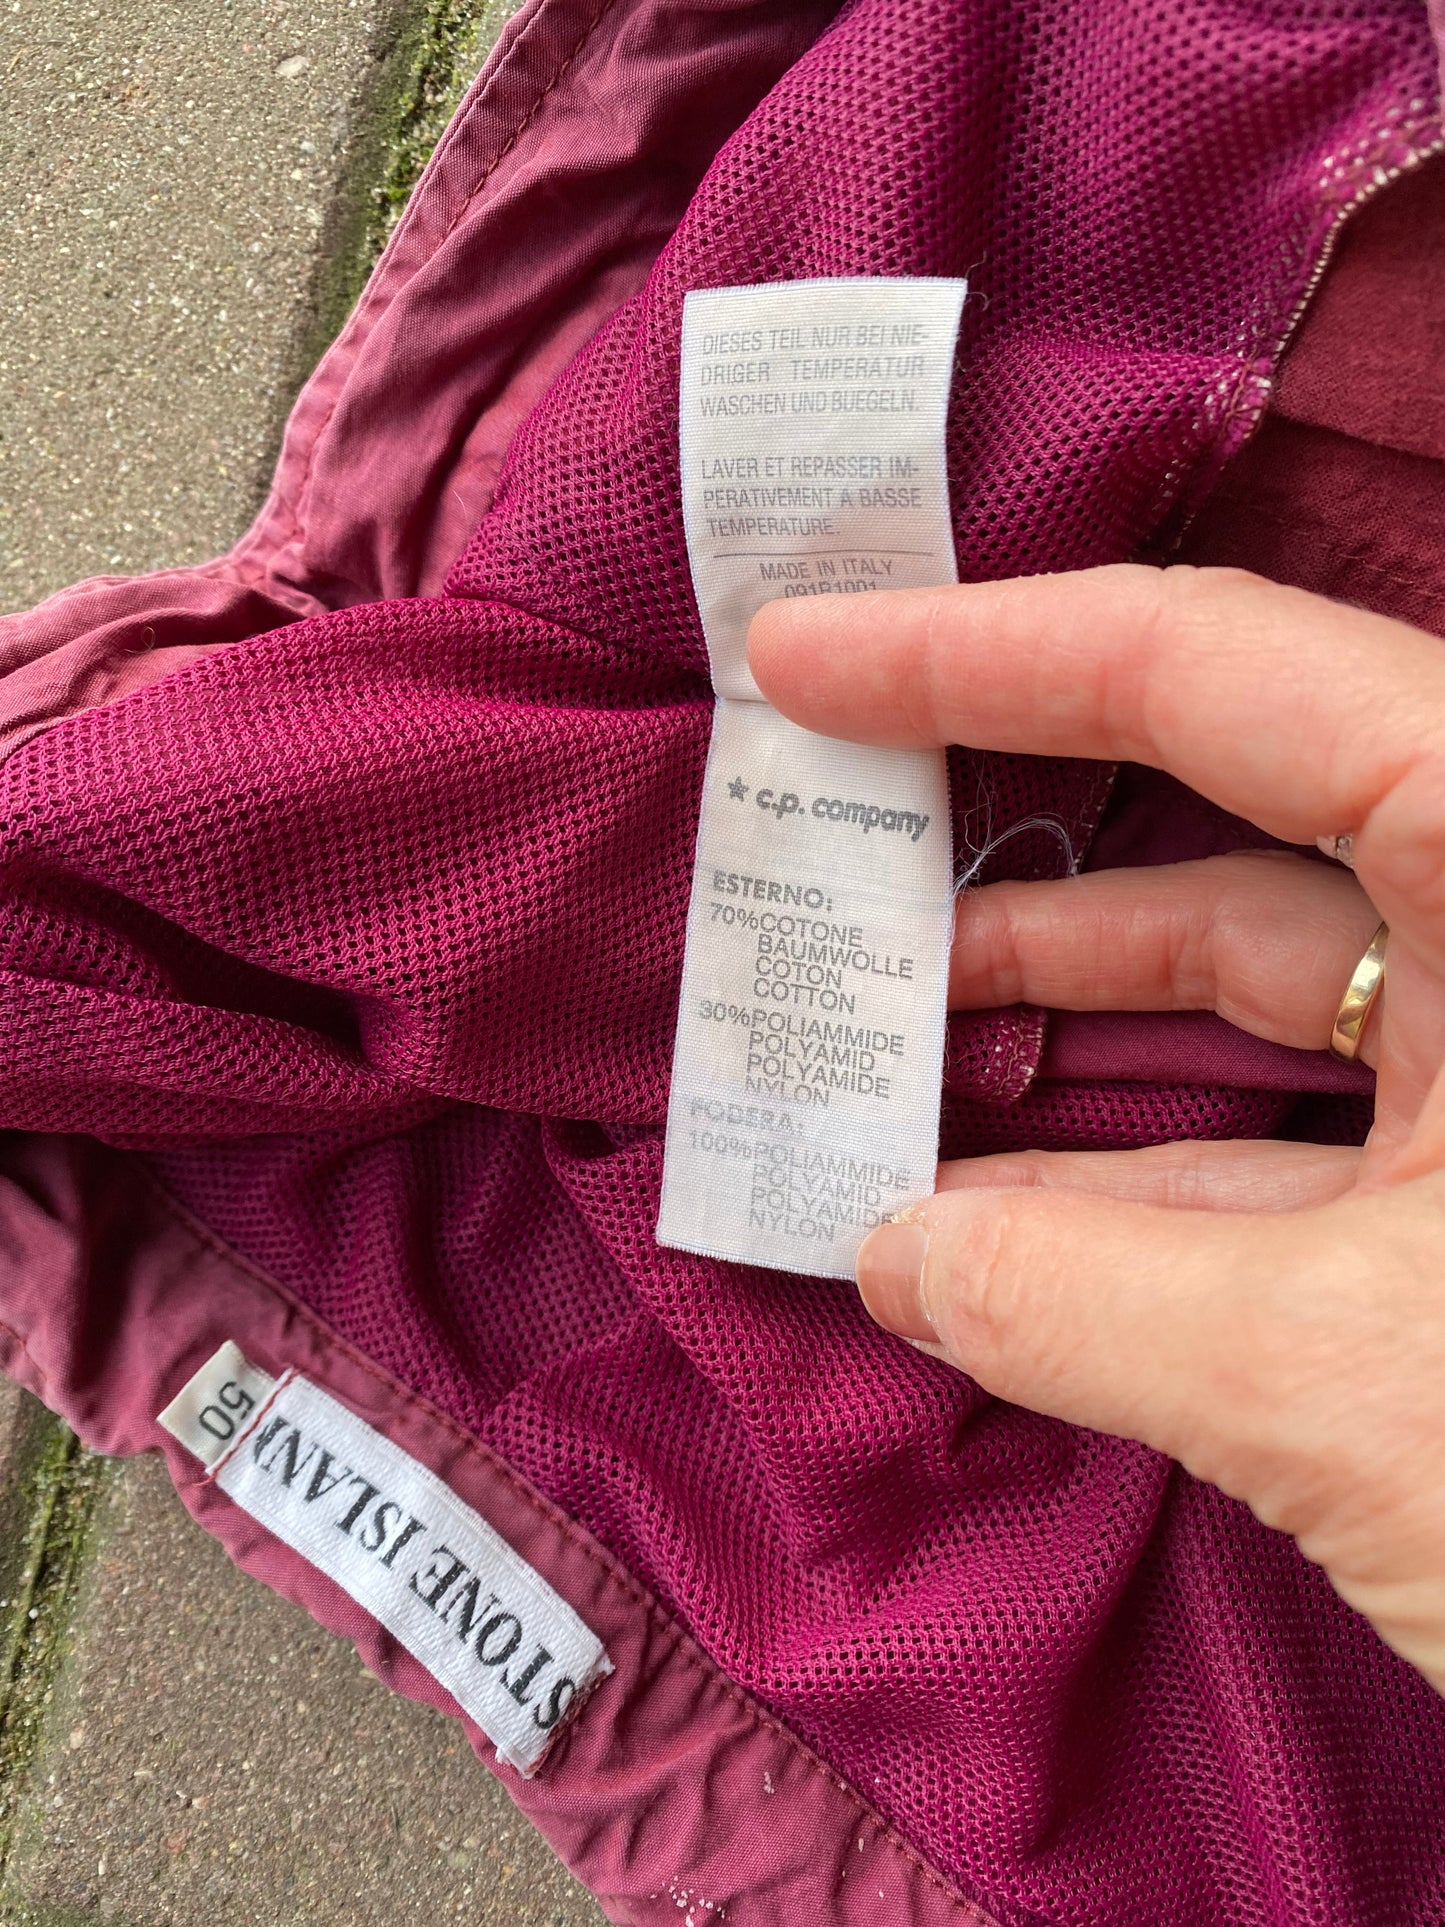 DIESES TEIL NUR BEI NIE-
DRIGER TEMPERATUR
WASCHEN UND BUEGELN.
LAVER ET REPASSER IM-
PERATIVEMENT A BASSE
TEMPERATURE.
MADE IN ITALY
091B1001
★ c.p. company
ESTERNO:
70%COTONE
BAUMWOLLE
COTON
COTTON
30%POLIAMMIDE
POLYAMID
POLYAMIDE
NYLON
FODERA:
100%POLIAMMIDE
POLYAMID
POLYAMIDE
NYLON
50
STONE ISLAND